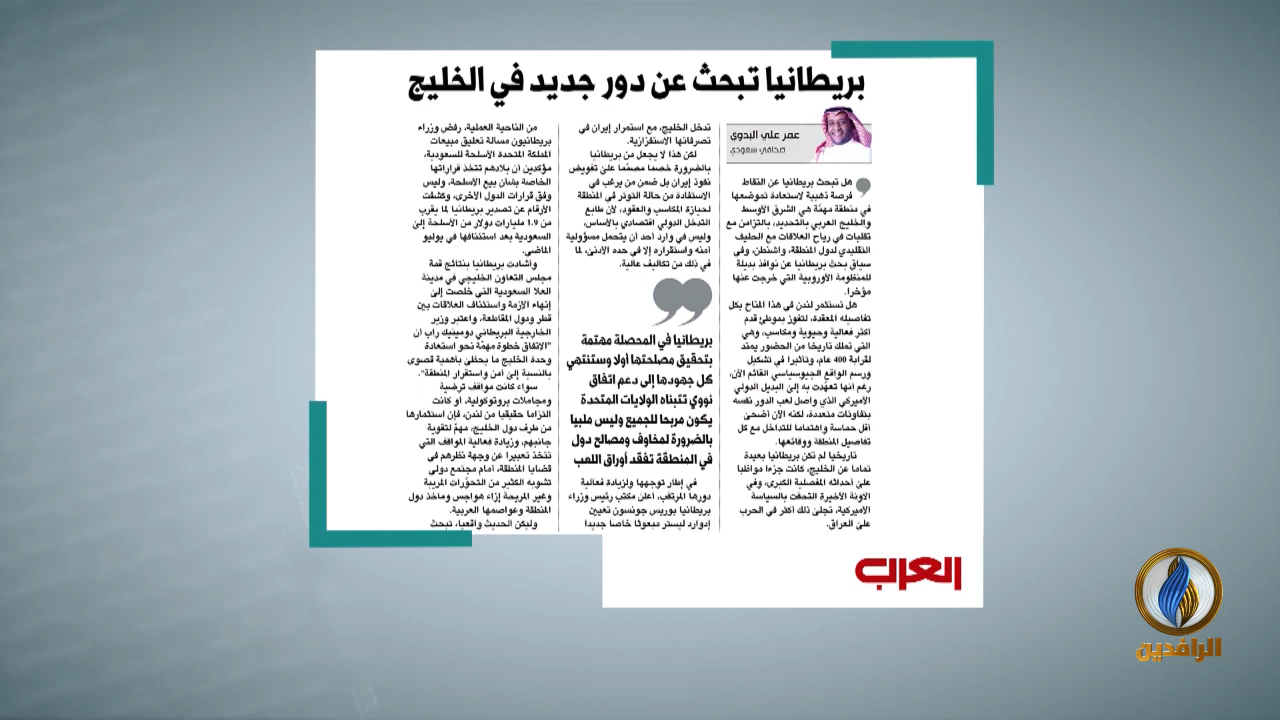 بريطانيا تبحث عن دور جديد في الخليج
عمر علي البدوي
صحافي سعودي
هل تبحث بريطانيا عن التقاط
فرصة ذهبية لاستعادة تموضعها
في منطقة مهمّة هي الشرق الأوسط
والخليج العربي بالتحديد، بالتزامن مع
تقلبات في رياح العلاقات مع الحليف
التقليدي لدول المنطقة، واشنطن، وفي
سياق بحث بريطانيا عن نوافذ بديلة
للمنظومة الأوروبية التي خرجت عنها
مؤخرا.
هل تستثمر لندن في هذا المناخ بكل
تفاصيله المعقدة، لتفوز بموطئ قدم
أكثر فعالية وحيوية ومكاسب، وهي
التي تملك تاريخا من الحضور يمتد
لقرابة 400 عام، وتأثيرا في تشكيل
ورسم الواقع الجيوسياسي القائم الآن،
رغم أنها تعهّدت به إلى البديل الدولي
الأميركي الذي واصل لعب الدور نفسه
بتفاوتات متعددة، لكنه الآن أضحى
أقل حماسة واهتماما للتداخل مع كل
تفاصيل المنطقة ووقائعها.
تاريخيا لم تكن بريطانيا بعيدة
تماما عن الخليج، كانت جزءا مواظبا
على أحداثه المفصلية الكبرى، وفي
الآونة الأخيرة التحقت بالسياسة
الأميركية، تجلى ذلك أكثر في الحرب
على العراق.
تدخل الخليج، مع استمرار إيران في
تصرفاتها الاستفزازية.
لكن هذا لا يجعل من بريطانيا
بالضرورة خصما مصمّما على تقويض
نفوذ إيران بل ضمن من يرغب في
الاستفادة من حالة التوتر في المنطقة
لحيازة المكاسب والعقود، لأن طابع
التدخل الدولي اقتصادي بالأساس،
وليس في وارد أحد أن يتحمل مسؤولية
أمنه واستقراره إلا في حده الأدنى، لما
في ذلك من تكاليف عالية.
بريطانيا في المحصلة مهتمة
بتحقيق مصلحتها أولا وستنتهي
كل جهودها إلى دعم اتفاق
نووي تتبناه الولايات المتحدة
يكون مربحا للجميع وليس ملبيا
بالضرورة لمخاوف ومصالح دول
في المنطقة تفقد أوراق اللعب
في إطار توجهها ولزيادة فعالية
دورها المرتقب، أعلن مكتب رئيس وزراء
بريطانيا بوريس جونسون تعيين
إدوارد ليستر مبعوثا خاصا جديدا
من الناحية العملية، رفض وزراء
بريطانيون مسألة تعليق مبيعات
المملكة المتحدة الأسلحة للسعودية،
مؤكدين أن بلادهم تتخذ قراراتها
الخاصة بشأن بيع الأسلحة، وليس
وفق قرارات الدول الأخرى، وكشفت
الأرقام عن تصدير بريطانيا لما يقرب
من 1.9 مليارات دولار من الأسلحة إلى
السعودية بعد استئنافها في يوليو
الماضي.
وأشادت بريطانيا بنتائج قمة
مجلس التعاون الخليجي في مدينة
العلا السعودية التي خلصت إلى
إنهاء الأزمة واستئناف العلاقات بين
قطر ودول المقاطعة، واعتبر وزير
الخارجية البريطاني دومينيك راب أن
"الاتفاق خطوة مهمّة نحو استعادة
وحدة الخليج ما يحظى بأهمية قصوى
بالنسبة إلى أمن واستقرار المنطقة".
سواء كانت مواقف ترضية
ومجاملات بروتوكولية، أو كانت
التزاما حقيقيا من لندن، فإن استثمارها
من طرف دول الخليج، مهمّ لتقوية
جانبهم، وزيادة فعالية المواقف التي
تتخذ تعبيرا عن وجهة نظرهم في
قضايا المنطقة، أمام مجتمع دولي
تشوبه الكثير من التحوّرات المريبة
وغير المريحة إزاء هواجس ومآخذ دول
المنطقة وعواصمها العربية.
وليكن الحديث واقعيا، تبحث
العرب
الرافدين